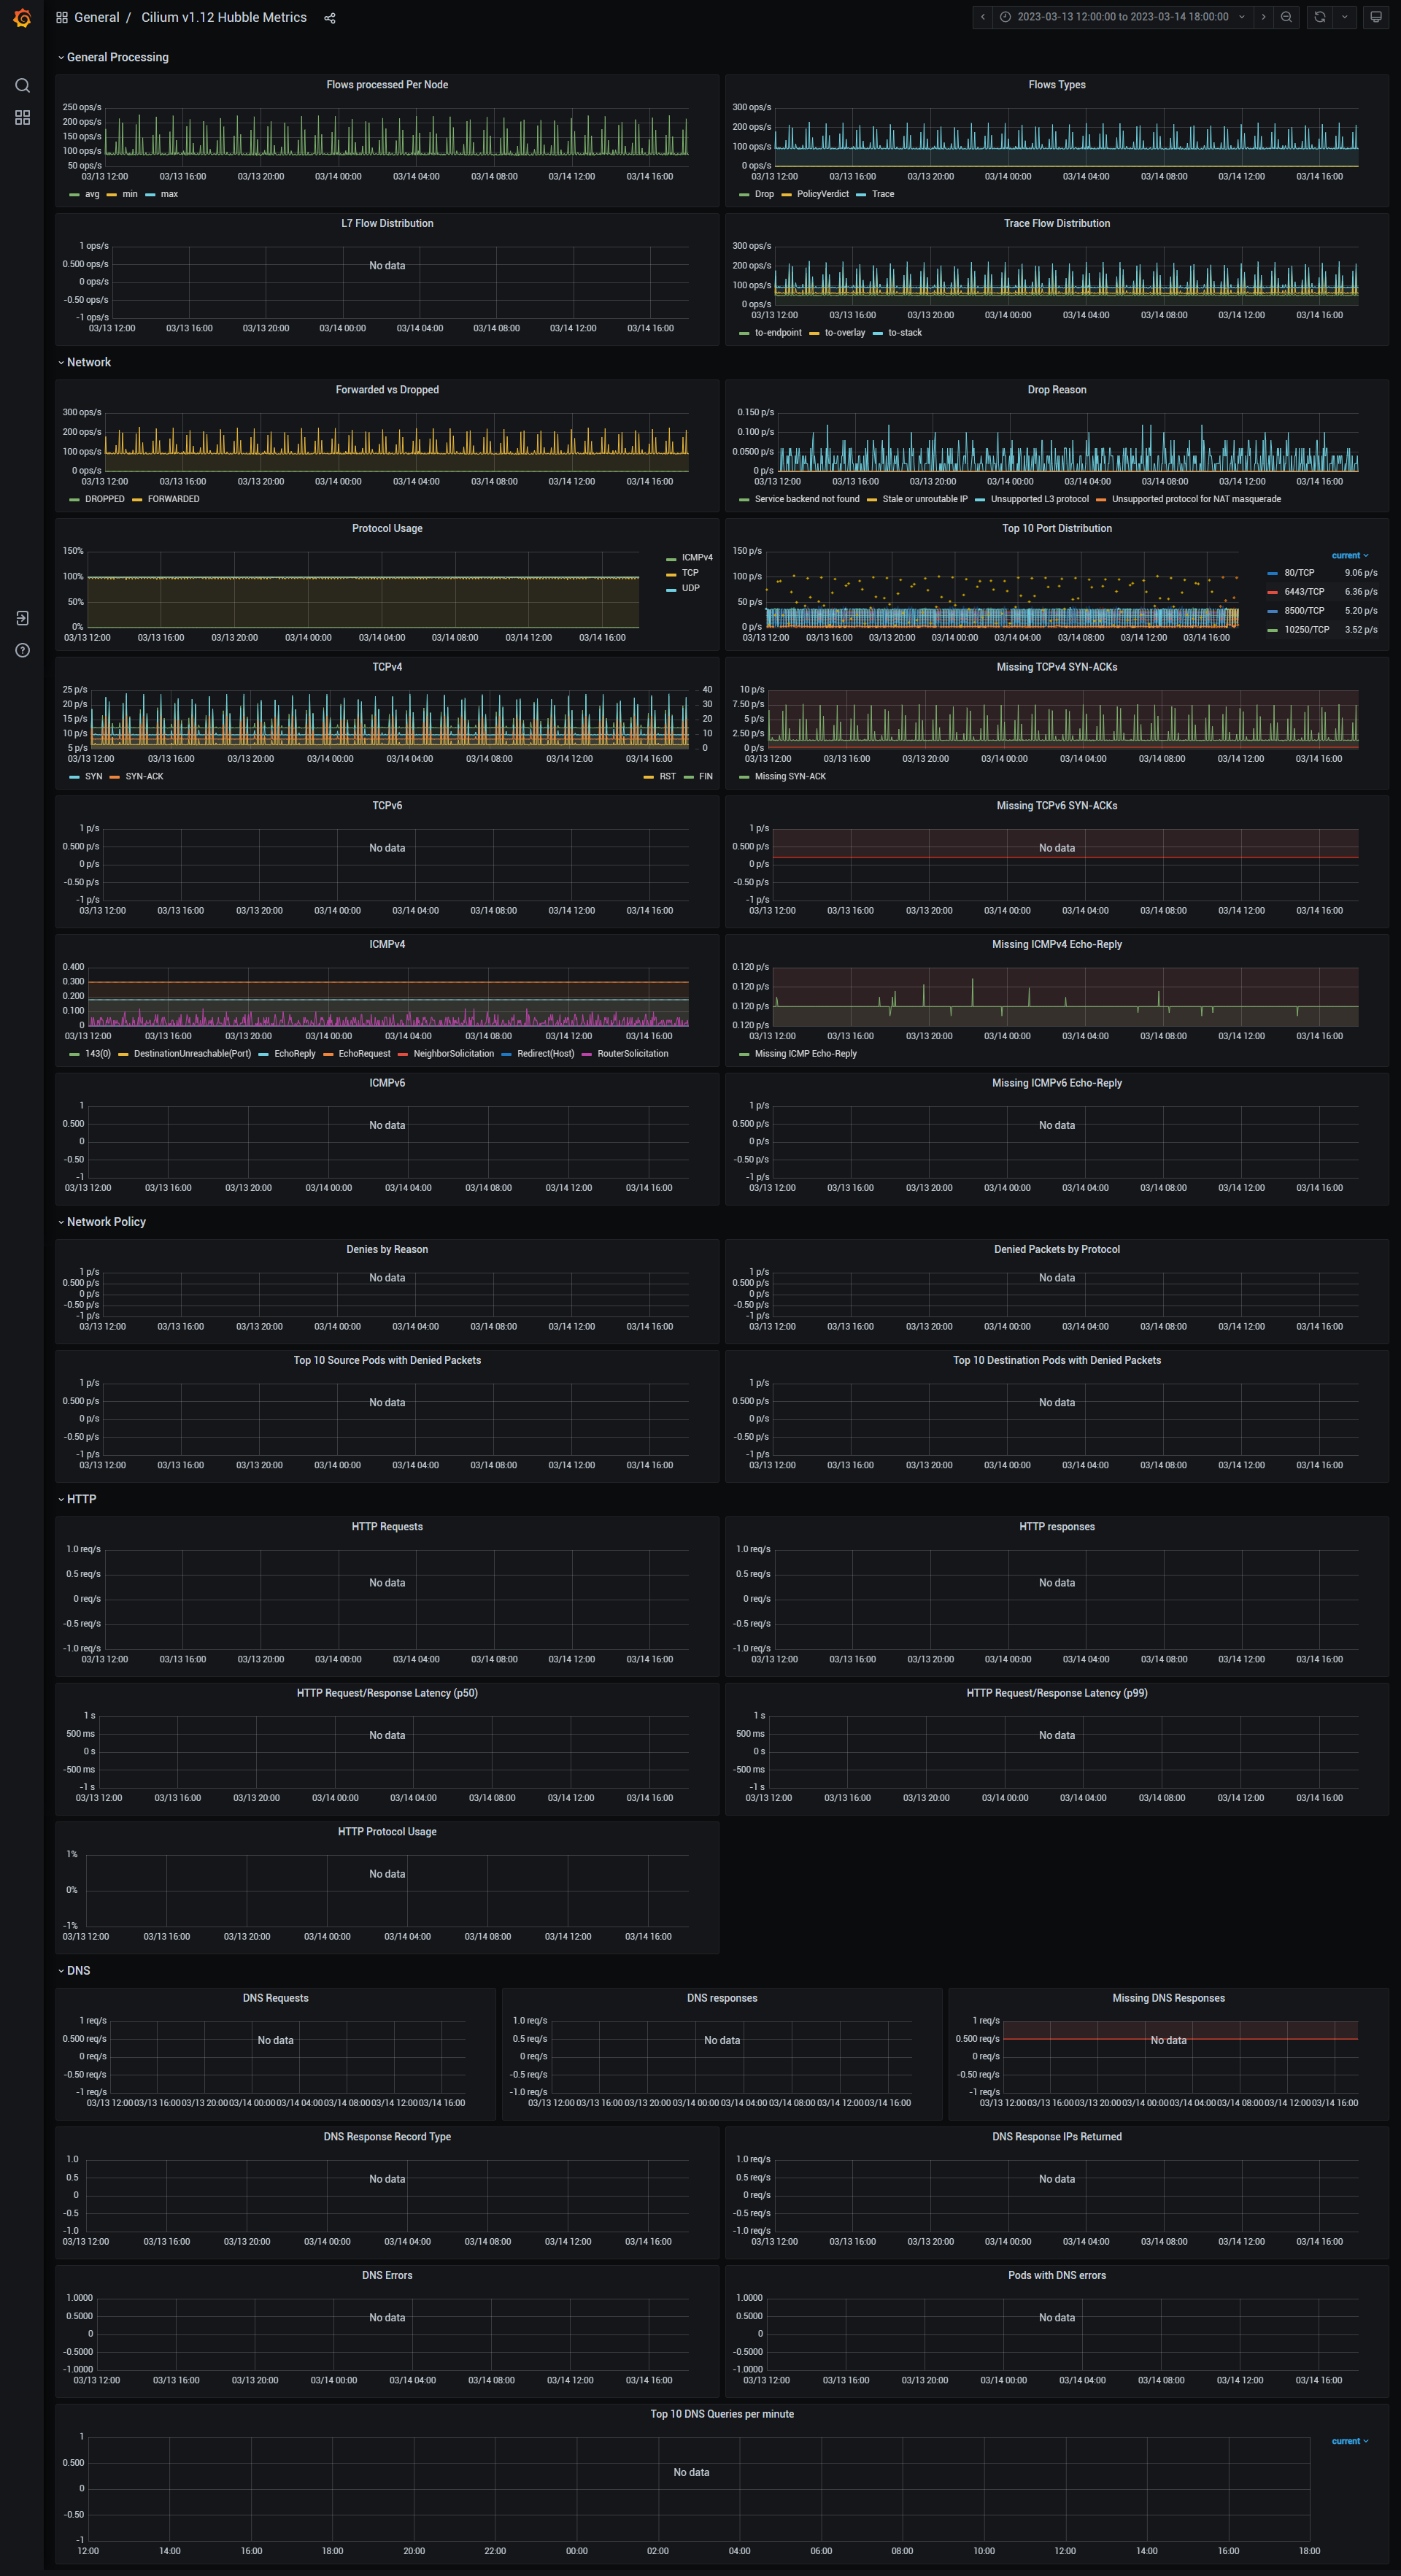 General / Cilium v1.12 Hubble Metrics
2023-03-13 12:00:00 to 2023-03-14 18:00:00
General Processing
Flows processed Per Node
250 ops/s
200 ops/s
150 ops/s
100 ops/s
50 ops/s
03/13 12:00 03/13 16:00 03/13 20:00 03/14 00:00 03/14 04:00 03/14 08:00 03/14 12:00 03/14 16:00
avg min max
Flows Types
300 ops/s
200 ops/s
100 ops/s
0 ops/s
03/13 12:00 03/13 16:00 03/13 20:00 03/14 00:00 03/14 04:00 03/14 08:00 03/14 12:00 03/14 16:00
Drop PolicyVerdict Trace
L7 Flow Distribution
1 ops/s
0.500 ops/s
0 ops/s
-0.50 ops/s
-1 ops/s
No data
03/13 12:00 03/13 16:00 03/13 20:00 03/14 00:00 03/14 04:00 03/14 08:00 03/14 12:00 03/14 16:00
Trace Flow Distribution
300 ops/s
200 ops/s
100 ops/s
0 ops/s
03/13 12:00 03/13 16:00 03/13 20:00 03/14 00:00 03/14 04:00 03/14 08:00 03/14 12:00 03/14 16:00
to-endpoint to-overlay to-stack
Network
Forwarded vs Dropped
300 ops/s
200 ops/s
100 ops/s
0 ops/s
03/13 12:00 03/13 16:00 03/13 20:00 03/14 00:00 03/14 04:00 03/14 08:00 03/14 12:00 03/14 16:00
DROPPED FORWARDED
Drop Reason
0.150 p/s
0.100 p/s
0.0500 p/s
0 p/s
03/13 12:00 03/13 16:00 03/13 20:00 03/14 00:00 03/14 04:00 03/14 08:00 03/14 12:00 03/14 16:00
Service backend not found Stale or unroutable IP Unsupported L3 protocol Unsupported protocol for NAT masquerade
Protocol Usage
150%
100%
50%
0%
03/13 12:00 03/13 16:00 03/13 20:00 03/14 00:00 03/14 04:00 03/14 08:00 03/14 12:00 03/14 16:00
ICMPv4
TCP
UDP
Top 10 Port Distribution
150 p/s
100 p/s
50 p/s
0 p/s
03/13 12:00 03/13 16:00 03/13 20:00 03/14 00:00 03/14 04:00 03/14 08:00 03/14 12:00 03/14 16:00
current
80/TCP 9.06 p/s
6443/TCP 6.36 p/s
8500/TCP 5.20 p/s
10250/TCP 3.52 p/s
TCPv4
25 p/s
20 p/s
15 p/s
10 p/s
5 p/s
40
30
20
10
0
03/13 12:00 03/13 16:00 03/13 20:00 03/14 00:00 03/14 04:00 03/14 08:00 03/14 12:00 03/14 16:00
SYN SYN-ACK RST FIN
Missing TCPv4 SYN-ACKs
10 p/s
7.50 p/s
5 p/s
2.50 p/s
0 p/s
03/13 12:00 03/13 16:00 03/13 20:00 03/14 00:00 03/14 04:00 03/14 08:00 03/14 12:00 03/14 16:00
Missing SYN-ACK
TCPv6
1 p/s
0.500 p/s
0 p/s
-0.50 p/s
-1 p/s
No data
03/13 12:00 03/13 16:00 03/13 20:00 03/14 00:00 03/14 04:00 03/14 08:00 03/14 12:00 03/14 16:00
Missing TCPv6 SYN-ACKs
1 p/s
0.500 p/s
0 p/s
-0.50 p/s
-1 p/s
No data
03/13 12:00 03/13 16:00 03/13 20:00 03/14 00:00 03/14 04:00 03/14 08:00 03/14 12:00 03/14 16:00
ICMPv4
0.400
0.300
0.200
0.100
0
03/13 12:00 03/13 16:00 03/13 20:00 03/14 00:00 03/14 04:00 03/14 08:00 03/14 12:00 03/14 16:00
143(0) DestinationUnreachable(Port) EchoReply EchoRequest NeighborSolicitation Redirect(Host) RouterSolicitation
Missing ICMPv4 Echo-Reply
0.120 p/s
0.120 p/s
0.120 p/s
0.120 p/s
03/13 12:00 03/13 16:00 03/13 20:00 03/14 00:00 03/14 04:00 03/14 08:00 03/14 12:00 03/14 16:00
Missing ICMP Echo-Reply
ICMPv6
1
0.500
0
-0.50
-1
No data
03/13 12:00 03/13 16:00 03/13 20:00 03/14 00:00 03/14 04:00 03/14 08:00 03/14 12:00 03/14 16:00
Missing ICMPv6 Echo-Reply
1 p/s
0.500 p/s
0 p/s
-0.50 p/s
-1 p/s
No data
03/13 12:00 03/13 16:00 03/13 20:00 03/14 00:00 03/14 04:00 03/14 08:00 03/14 12:00 03/14 16:00
Network Policy
Denies by Reason
1 p/s
0.500 p/s
0 p/s
-0.50 p/s
-1 p/s
No data
03/13 12:00 03/13 16:00 03/13 20:00 03/14 00:00 03/14 04:00 03/14 08:00 03/14 12:00 03/14 16:00
Denied Packets by Protocol
1 p/s
0.500 p/s
0 p/s
-0.50 p/s
-1 p/s
No data
03/13 12:00 03/13 16:00 03/13 20:00 03/14 00:00 03/14 04:00 03/14 08:00 03/14 12:00 03/14 16:00
Top 10 Source Pods with Denied Packets
1 p/s
0.500 p/s
0 p/s
-0.50 p/s
-1 p/s
No data
03/13 12:00 03/13 16:00 03/13 20:00 03/14 00:00 03/14 04:00 03/14 08:00 03/14 12:00 03/14 16:00
Top 10 Destination Pods with Denied Packets
1 p/s
0.500 p/s
0 p/s
-0.50 p/s
-1 p/s
No data
03/13 12:00 03/13 16:00 03/13 20:00 03/14 00:00 03/14 04:00 03/14 08:00 03/14 12:00 03/14 16:00
HTTP
HTTP Requests
1.0 req/s
0.5 req/s
0 req/s
-0.5 req/s
-1.0 req/s
No data
03/13 12:00 03/13 16:00 03/13 20:00 03/14 00:00 03/14 04:00 03/14 08:00 03/14 12:00 03/14 16:00
HTTP responses
1.0 req/s
0.5 req/s
0 req/s
-0.5 req/s
-1.0 req/s
No data
03/13 12:00 03/13 16:00 03/13 20:00 03/14 00:00 03/14 04:00 03/14 08:00 03/14 12:00 03/14 16:00
HTTP Request/Response Latency (p50)
1 s
500 ms
0 s
-500 ms
-1 s
No data
03/13 12:00 03/13 16:00 03/13 20:00 03/14 00:00 03/14 04:00 03/14 08:00 03/14 12:00 03/14 16:00
HTTP Request/Response Latency (p99)
1 s
500 ms
0 s
-500 ms
-1 s
No data
03/13 12:00 03/13 16:00 03/13 20:00 03/14 00:00 03/14 04:00 03/14 08:00 03/14 12:00 03/14 16:00
HTTP Protocol Usage
1%
0%
-1%
No data
03/13 12:00 03/13 16:00 03/13 20:00 03/14 00:00 03/14 04:00 03/14 08:00 03/14 12:00 03/14 16:00
DNS
DNS Requests
1 req/s
0.500 req/s
0 req/s
-0.50 req/s
-1 req/s
No data
03/13 12:00 03/13 16:00 03/13 20:00 03/14 00:00 03/14 04:00 03/14 08:00 03/14 12:00 03/14 16:00
DNS responses
1.0 req/s
0.5 req/s
0 req/s
-0.5 req/s
-1.0 req/s
No data
03/13 12:00 03/13 16:00 03/13 20:00 03/14 00:00 03/14 04:00 03/14 08:00 03/14 12:00 03/14 16:00
Missing DNS Responses
1 req/s
0.500 req/s
0 req/s
-0.50 req/s
-1 req/s
No data
03/13 12:00 03/13 16:00 03/13 20:00 03/14 00:00 03/14 04:00 03/14 08:00 03/14 12:00 03/14 16:00
DNS Response Record Type
1.0
0.5
0
-0.5
-1.0
No data
03/13 12:00 03/13 16:00 03/13 20:00 03/14 00:00 03/14 04:00 03/14 08:00 03/14 12:00 03/14 16:00
DNS Response IPs Returned
1.0 req/s
0.5 req/s
0 req/s
-0.5 req/s
-1.0 req/s
No data
03/13 12:00 03/13 16:00 03/13 20:00 03/14 00:00 03/14 04:00 03/14 08:00 03/14 12:00 03/14 16:00
DNS Errors
1.0000
0.5000
0
-0.5000
-1.0000
No data
03/13 12:00 03/13 16:00 03/13 20:00 03/14 00:00 03/14 04:00 03/14 08:00 03/14 12:00 03/14 16:00
Pods with DNS errors
1.0000
0.5000
0
-0.5000
-1.0000
No data
03/13 12:00 03/13 16:00 03/13 20:00 03/14 00:00 03/14 04:00 03/14 08:00 03/14 12:00 03/14 16:00
Top 10 DNS Queries per minute
1
0.500
0
-0.50
-1
No data
current
12:00 14:00 16:00 18:00 20:00 22:00 00:00 02:00 04:00 06:00 08:00 10:00 12:00 14:00 16:00 18:00